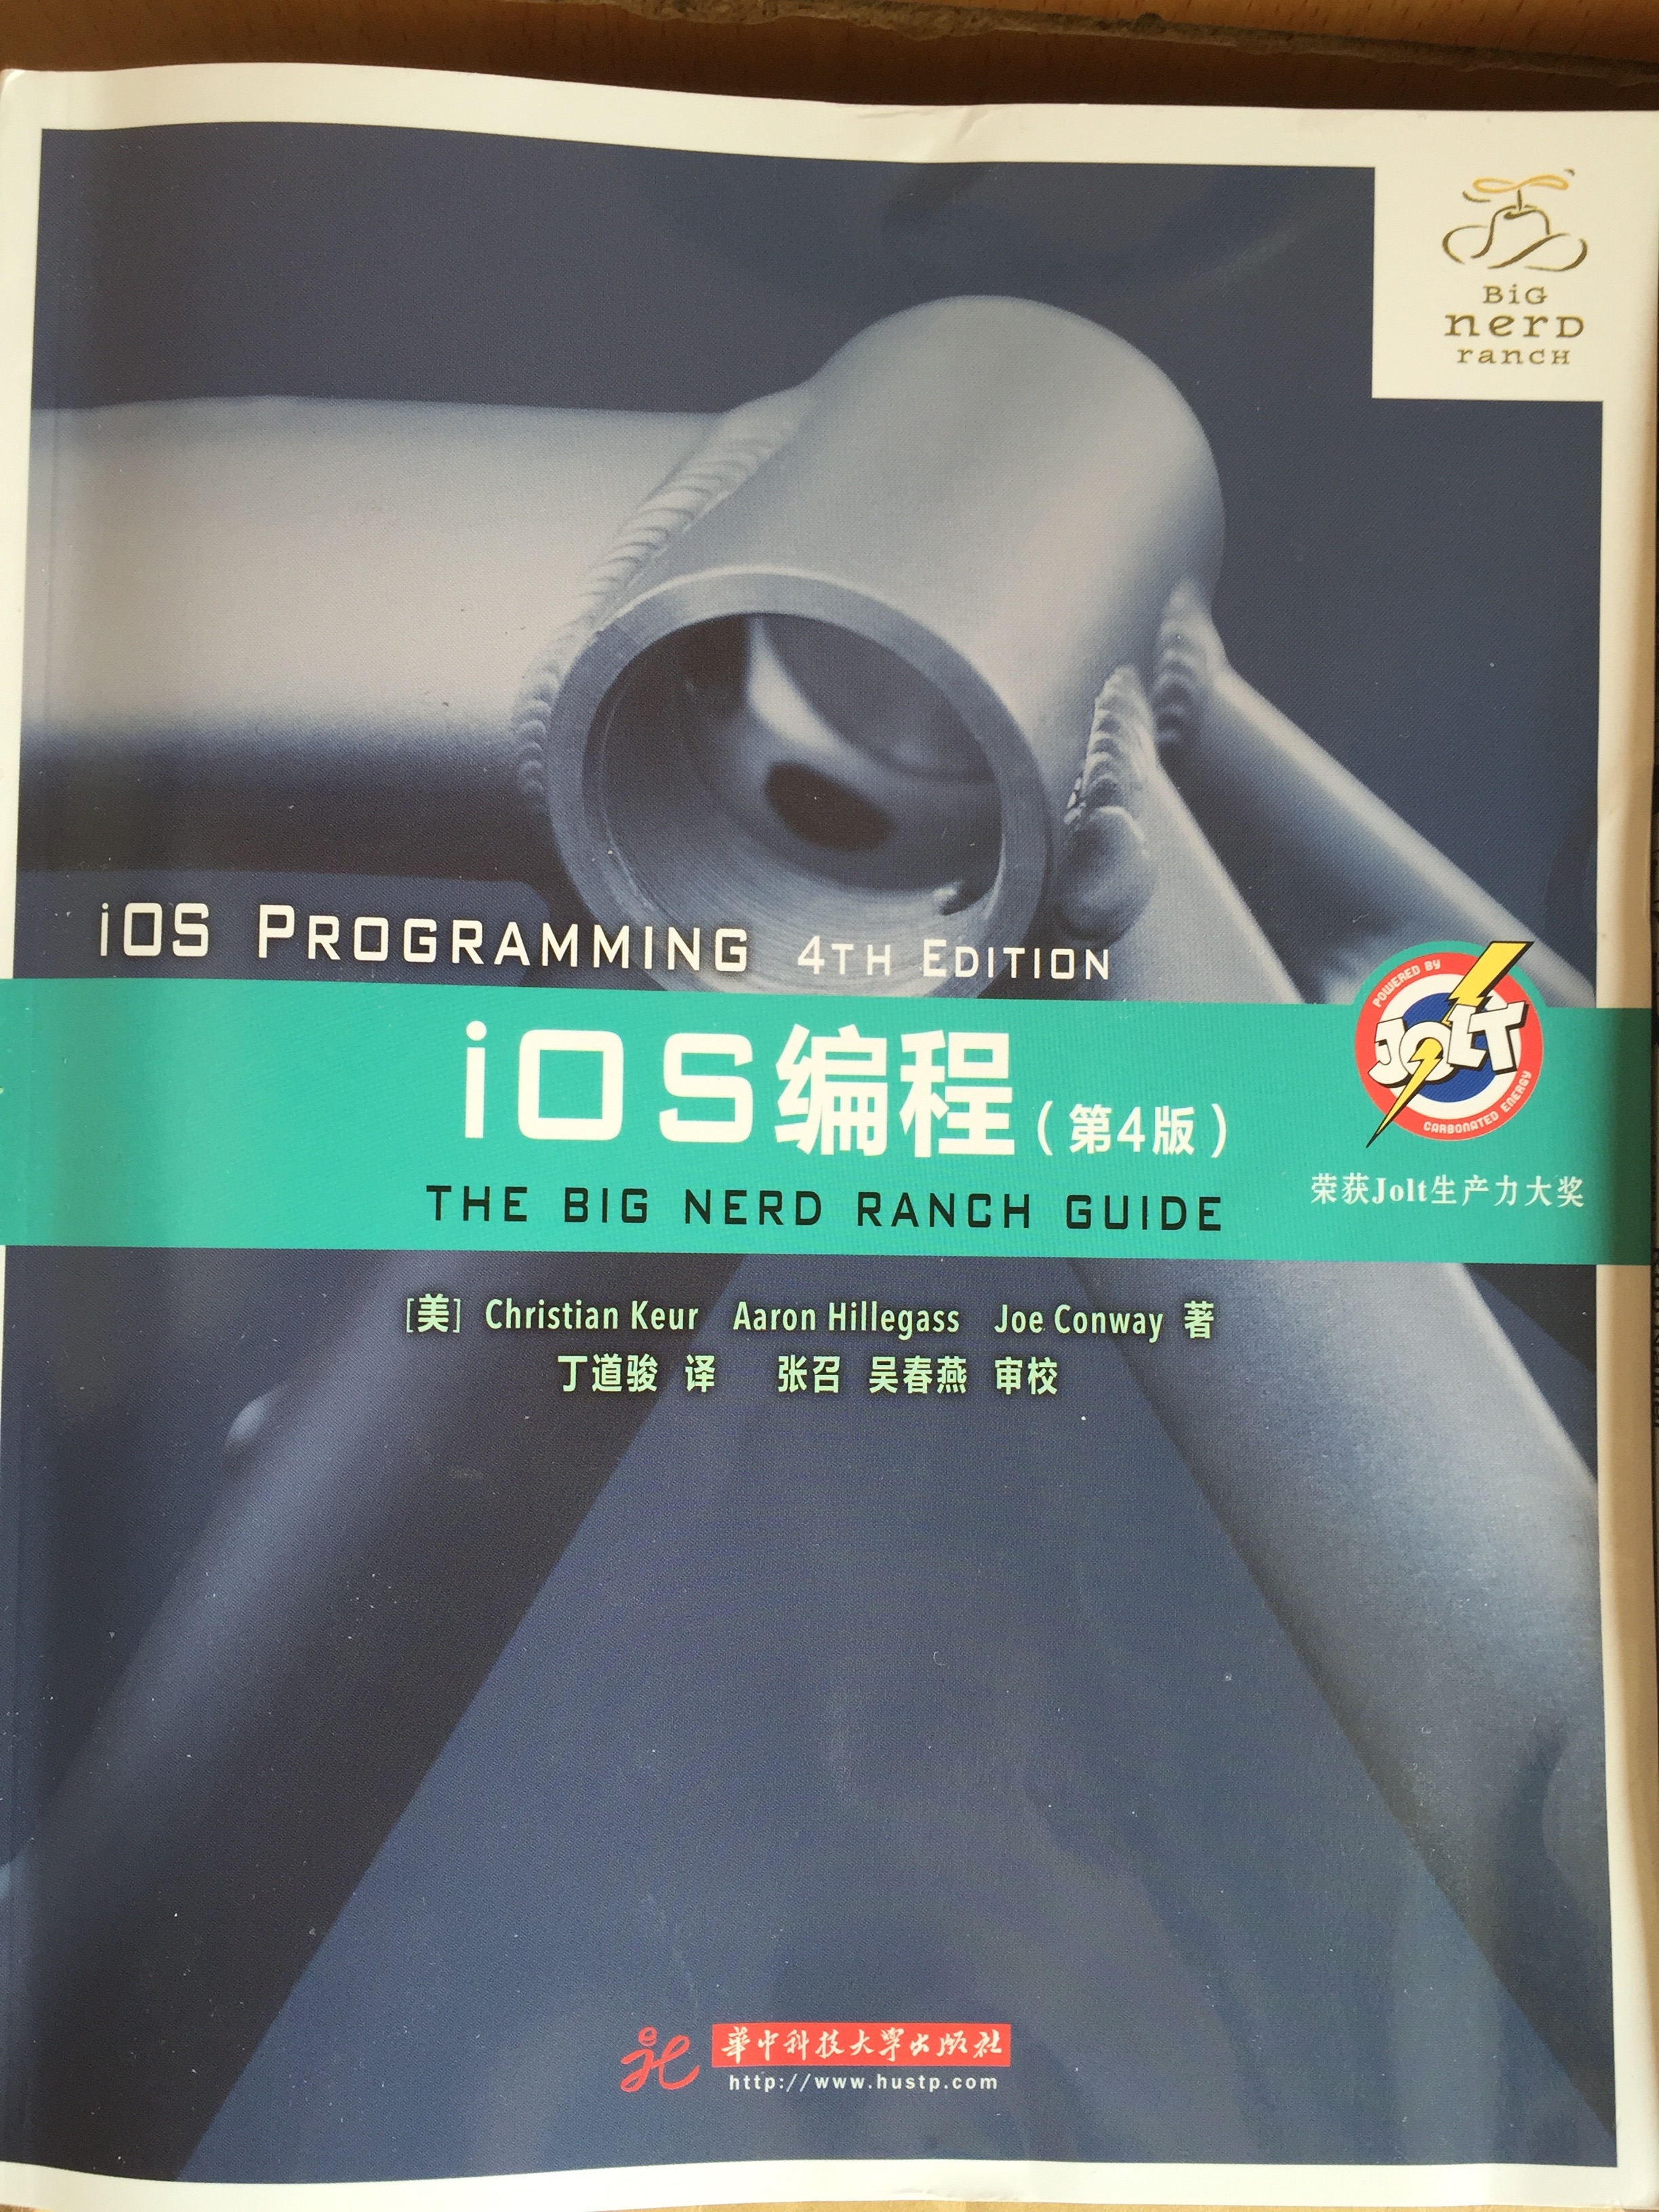 BiG
nerd
rancH
iOS PROGRAMMING 4TH EDITION
iOS编程(第4版)
THE BIG NERD RANCH GUIDE
POWERED BY
JOLT
CARBONATED ENERGY
荣获Jolt生产力大奖
[美] Christian Keur Aaron Hillegass Joe Conway 著
丁道骏 译 张召 吴春燕 审校
华中科技大学出版社
http://www.hustp.com